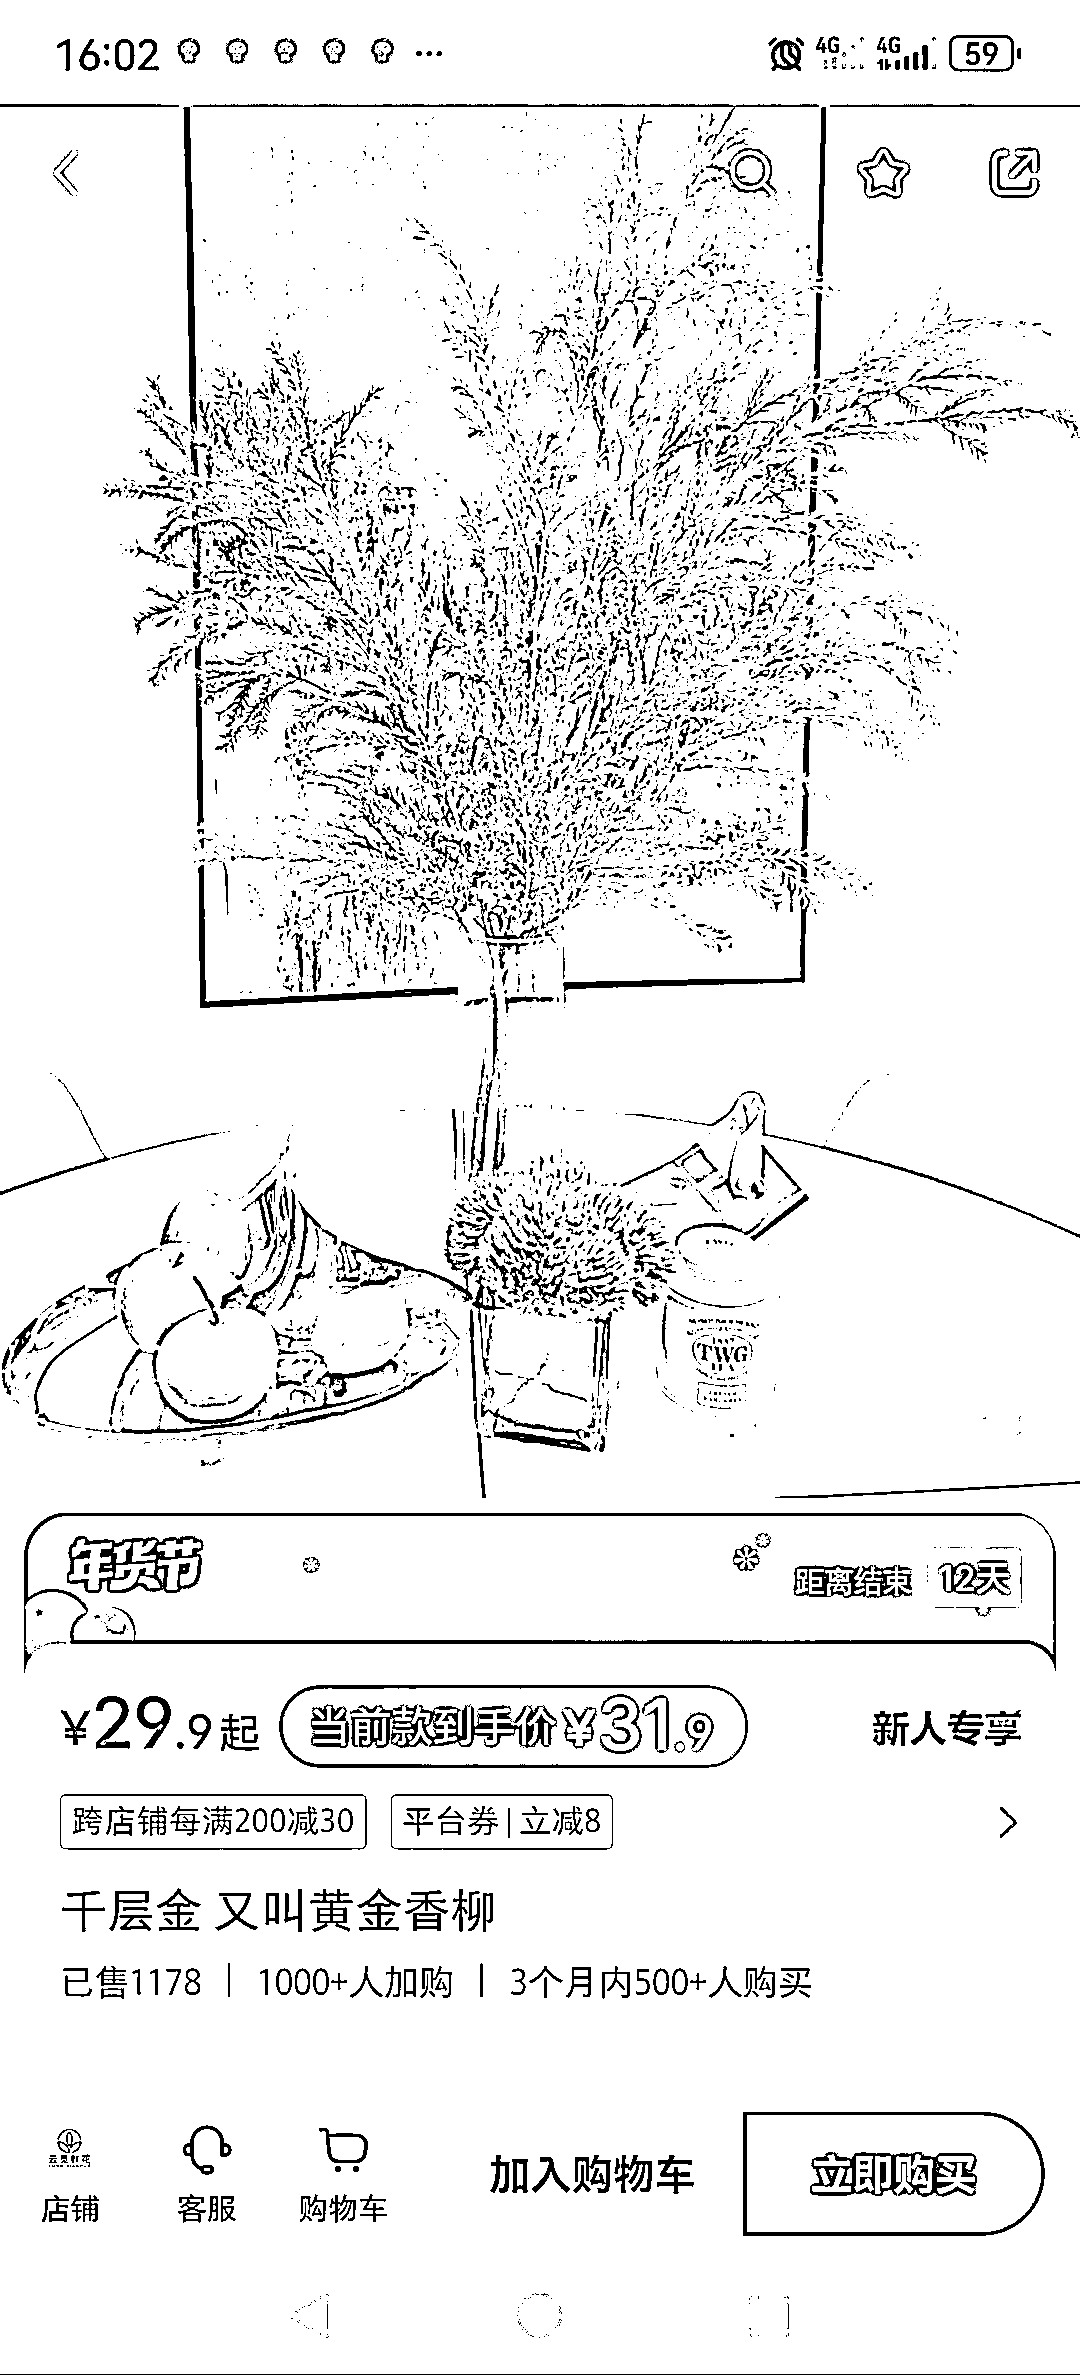 16:02 ... 4G 4G 59
TWG
年货节
距离结束 12天
¥29.9起 当前款到手价¥31.9 新人专享
跨店铺每满200减30 平台券|立减8
千层金 又叫黄金香柳
已售1178 | 1000+人加购 | 3个月内500+人购买
店铺 客服 购物车 加入购物车 立即购买